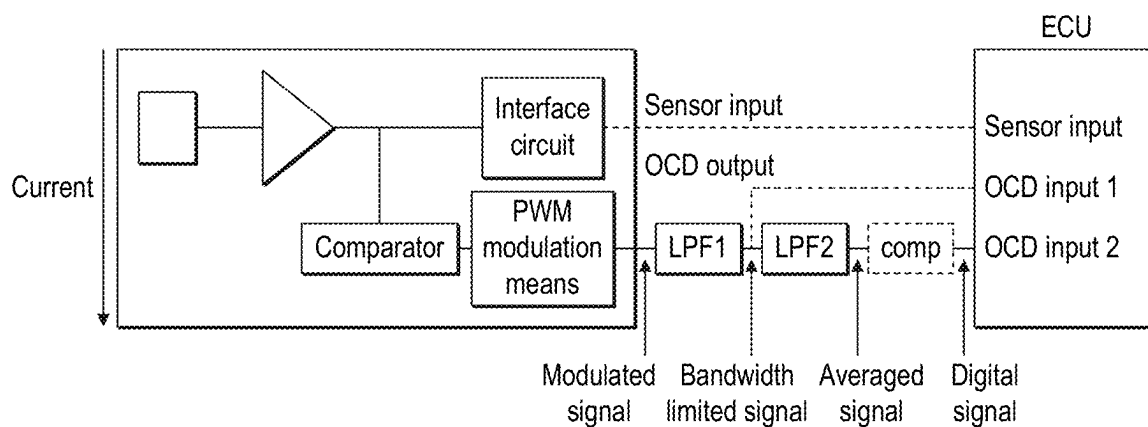 ECU
Interface
circuit
Sensor input
Sensor input
OCD output
Current
OCD input 1
Comparator
PWM
modulation
means
LPF1
LPF2
comp
OCD input 2
Modulated
signal
Bandwidth
limited signal
Averaged
signal
Digital
signal